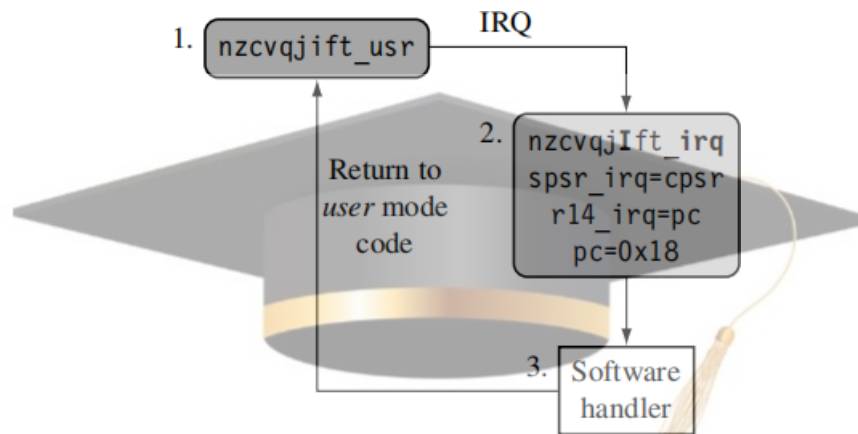 1.
nzcvqjift_usr
IRQ
2.
nzcvqjIft_irq
spsr_irq=cpsr
r14_irq=pc
pc=0x18
Return to
user mode
code
3.
Software
handler